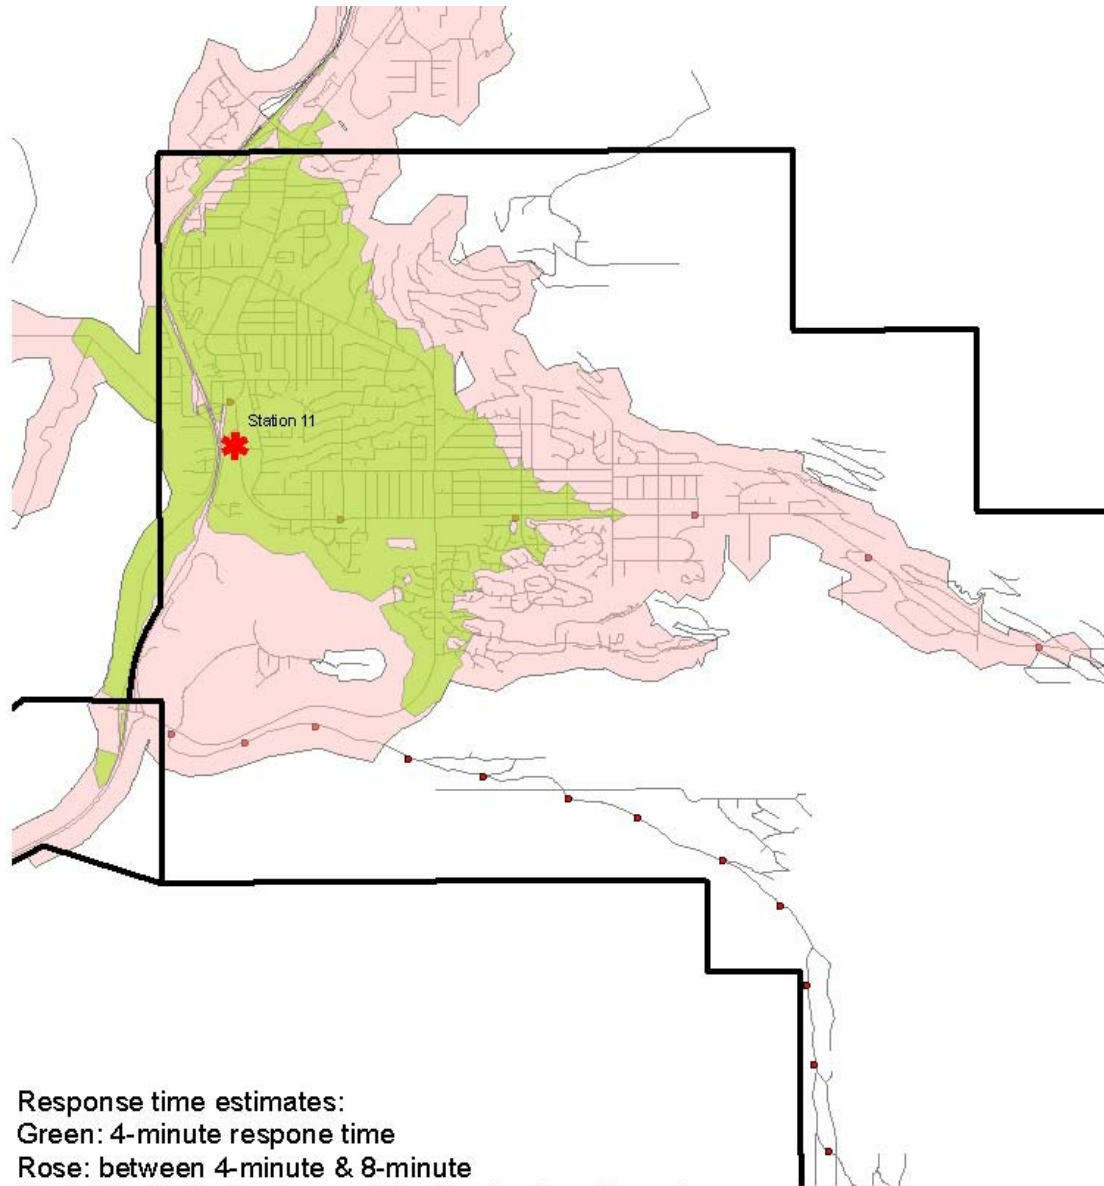 Station 11
Response time estimates:
Green: 4-minute respone time
Rose: between 4-minute & 8-minute